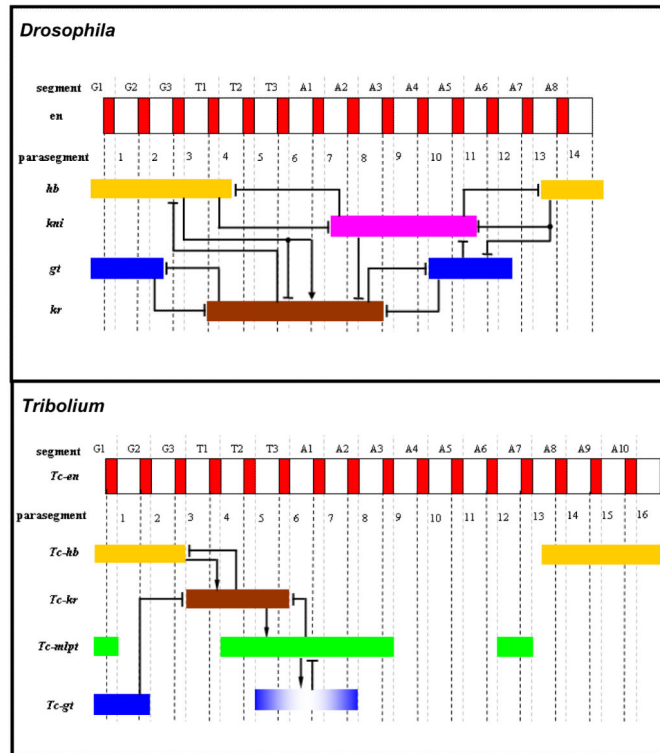 Drosophila
segment G1 G2 G3 T1 T2 T3 A1 A2 A3 A4 A5 A6 A7 A8
en
parasegment 1 2 3 4 5 6 7 8 9 10 11 12 13 14
hb
kni
gt
kr
Tribolium
segment G1 G2 G3 T1 T2 T3 A1 A2 A3 A4 A5 A6 A7 A8 A9 A10
Tc-en
parasegment 1 2 3 4 5 6 7 8 9 10 11 12 13 14 15 16
Tc-hb
Tc-kr
Tc-mlpt
Tc-gt